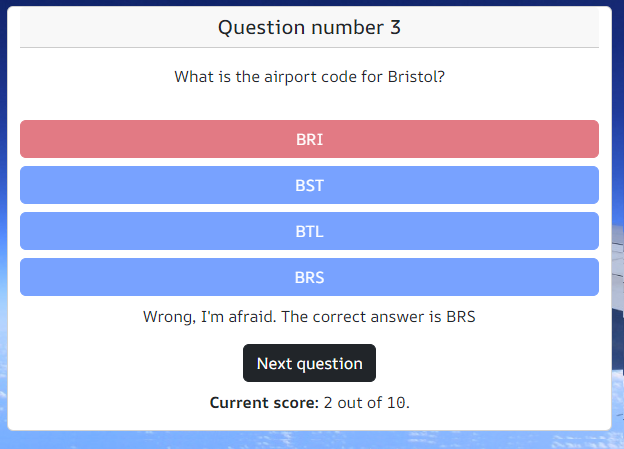 Question number 3
What is the airport code for Bristol?
BRI
BST
BTL
BRS
Wrong, I'm afraid. The correct answer is BRS
Next question
Current score: 2 out of 10.